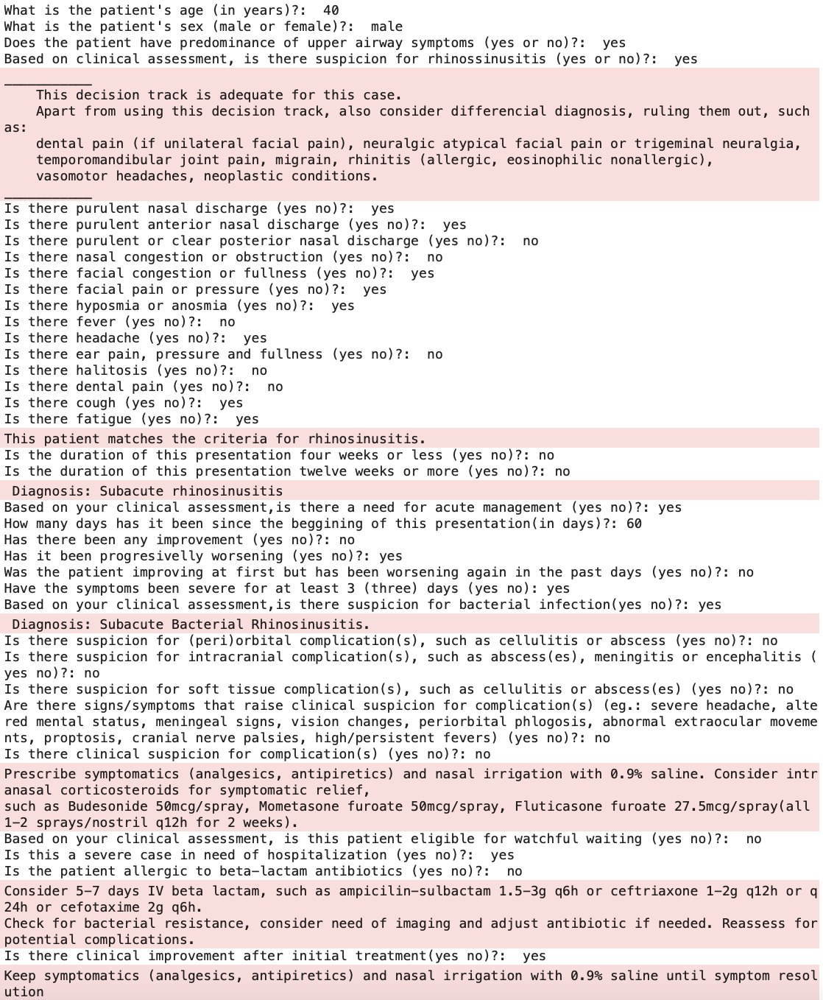 What is the patient's age (in years)?:  40
What is the patient's sex (male or female)?:  male
Does the patient have predominance of upper airway symptoms (yes or no)?:  yes
Based on clinical assessment, is there suspicion for rhinossinusitis (yes or no)?:  yes
___________
    This decision track is adequate for this case.
    Apart from using this decision track, also consider differencial diagnosis, ruling them out, such
as:
    dental pain (if unilateral facial pain), neuralgic atypical facial pain or trigeminal neuralgia,
    temporomandibular joint pain, migrain, rhinitis (allergic, eosinophilic nonallergic),
    vasomotor headaches, neoplastic conditions.
___________
Is there purulent nasal discharge (yes no)?:  yes
Is there purulent anterior nasal discharge (yes no)?:  yes
Is there purulent or clear posterior nasal discharge (yes no)?:  no
Is there nasal congestion or obstruction (yes no)?:  no
Is there facial congestion or fullness (yes no)?:  yes
Is there facial pain or pressure (yes no)?:  yes
Is there hyposmia or anosmia (yes no)?:  yes
Is there fever (yes no)?:  no
Is there headache (yes no)?:  yes
Is there ear pain, pressure and fullness (yes no)?:  no
Is there halitosis (yes no)?:  no
Is there dental pain (yes no)?:  no
Is there cough (yes no)?:  yes
Is there fatigue (yes no)?:  yes
This patient matches the criteria for rhinosinusitis.
Is the duration of this presentation four weeks or less (yes no)?: no
Is the duration of this presentation twelve weeks or more (yes no)?: no
 Diagnosis: Subacute rhinosinusitis
Based on your clinical assessment,is there a need for acute management (yes no)?: yes
How many days has it been since the beggining of this presentation(in days)?: 60
Has there been any improvement (yes no)?: no
Has it been progresivelly worsening (yes no)?: yes
Was the patient improving at first but has been worsening again in the past days (yes no)?: no
Have the symptoms been severe for at least 3 (three) days (yes no): yes
Based on your clinical assessment,is there suspicion for bacterial infection(yes no)?: yes
 Diagnosis: Subacute Bacterial Rhinosinusitis.
Is there suspicion for (peri)orbital complication(s), such as cellulitis or abscess (yes no)?: no
Is there suspicion for intracranial complication(s), such as abscess(es), meningitis or encephalitis (
yes no)?: no
Is there suspicion for soft tissue complication(s), such as cellulitis or abscess(es) (yes no)?: no
Are there signs/symptoms that raise clinical suspicion for complication(s) (eg.: severe headache, alte
red mental status, meningeal signs, vision changes, periorbital phlogosis, abnormal extraocular moveme
nts, proptosis, cranial nerve palsies, high/persistent fevers) (yes no)?: no
Is there clinical suspicion for complication(s) (yes no)?: no
Prescribe symptomatics (analgesics, antipiretics) and nasal irrigation with 0.9% saline. Consider intr
anasal corticosteroids for symptomatic relief,
such as Budesonide 50mcg/spray, Mometasone furoate 50mcg/spray, Fluticasone furoate 27.5mcg/spray(all
1-2 sprays/nostril q12h for 2 weeks).
Based on your clinical assessment, is this patient eligible for watchful waiting (yes no)?:  no
Is this a severe case in need of hospitalization (yes no)?:  yes
Is the patient allergic to beta-lactam antibiotics (yes no)?:  no
Consider 5-7 days IV beta lactam, such as ampicilin-sulbactam 1.5-3g q6h or ceftriaxone 1-2g q12h or q
24h or cefotaxime 2g q6h.
Check for bacterial resistance, consider need of imaging and adjust antibiotic if needed. Reassess for
potential complications.
Is there clinical improvement after initial treatment(yes no)?:  yes
Keep symptomatics (analgesics, antipiretics) and nasal irrigation with 0.9% saline until symptom resol
ution